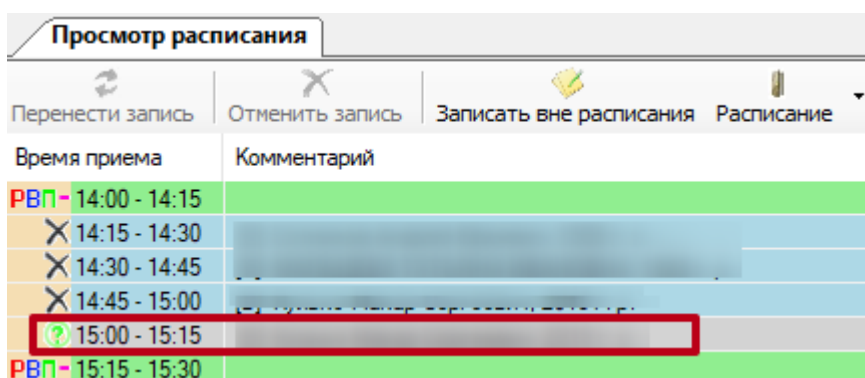 Просмотр расписания
Перенести запись Отменить запись Записать вне расписания Расписание
Время приема Комментарий
РВП- 14:00 - 14:15
14:15 - 14:30
14:30 - 14:45
14:45 - 15:00
? 15:00 - 15:15
РВП- 15:15 - 15:30